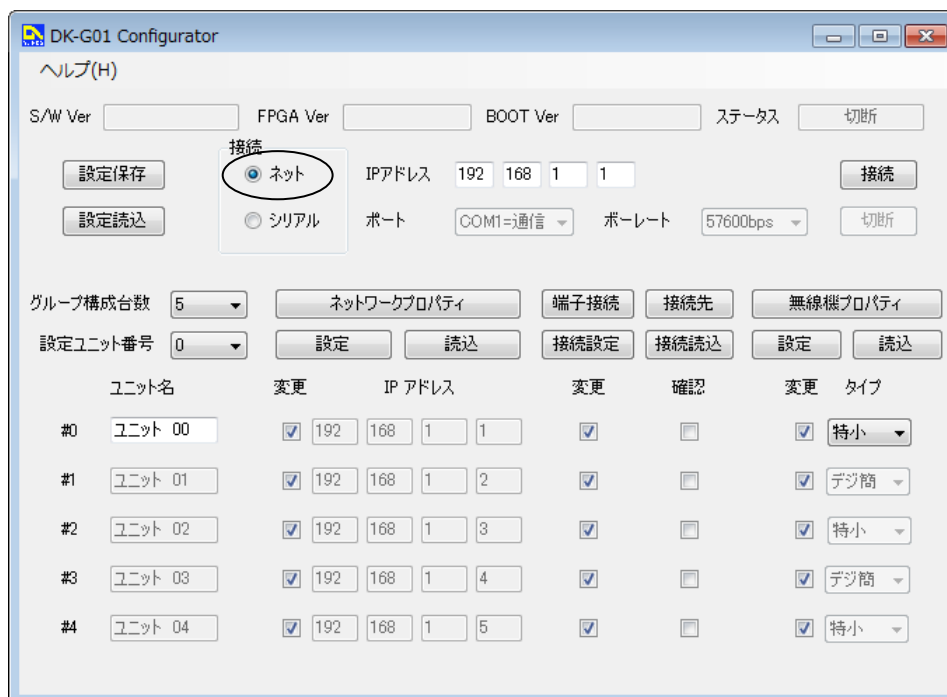 DK-G01 Configurator
ヘルプ(H)
S/W Ver FPGA Ver BOOT Ver ステータス 切断
接続
設定保存 ネット IPアドレス 192 168 1 1 接続
設定読込 シリアル ポート COM1=通信 ボーレート 57600bps 切断
グループ構成台数 5 ネットワークプロパティ 端子接続 接続先 無線機プロパティ
設定ユニット番号 0 設定 読込 接続設定 接続読込 設定 読込
ユニット名 変更 IP アドレス 変更 確認 変更 タイプ
#0 ユニット 00 192 168 1 1 特小
#1 ユニット 01 192 168 1 2 デジ簡
#2 ユニット 02 192 168 1 3 特小
#3 ユニット 03 192 168 1 4 デジ簡
#4 ユニット 04 192 168 1 5 特小